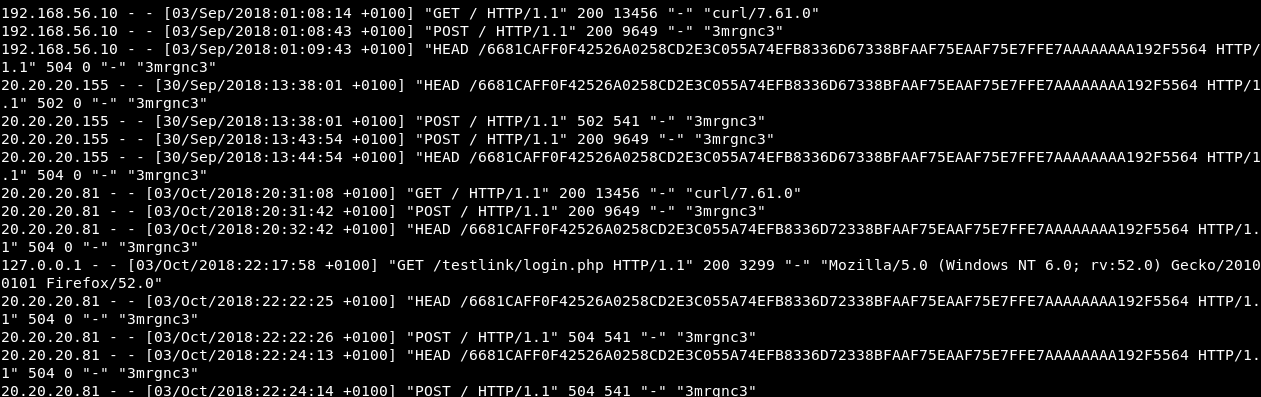 192.168.56.10 - - [03/Sep/2018:01:08:14 +0100] "GET / HTTP/1.1" 200 13456 "-" "curl/7.61.0"
192.168.56.10 - - [03/Sep/2018:01:08:43 +0100] "POST / HTTP/1.1" 200 9649 "-" "3mrgnc3"
192.168.56.10 - - [03/Sep/2018:01:09:43 +0100] "HEAD /6681CAFF0F42526A0258CD2E3C055A74EFB8336D67338BFAAF75EAAF75E7FFE7AAAAAAAA192F5564 HTTP/
1.1" 504 0 "-" "3mrgnc3"
20.20.20.155 - - [30/Sep/2018:13:38:01 +0100] "HEAD /6681CAFF0F42526A0258CD2E3C055A74EFB8336D67338BFAAF75EAAF75E7FFE7AAAAAAAA192F5564 HTTP/1
.1" 502 0 "-" "3mrgnc3"
20.20.20.155 - - [30/Sep/2018:13:38:01 +0100] "POST / HTTP/1.1" 502 541 "-" "3mrgnc3"
20.20.20.155 - - [30/Sep/2018:13:43:54 +0100] "POST / HTTP/1.1" 200 9649 "-" "3mrgnc3"
20.20.20.155 - - [30/Sep/2018:13:44:54 +0100] "HEAD /6681CAFF0F42526A0258CD2E3C055A74EFB8336D67338BFAAF75EAAF75E7FFE7AAAAAAAA192F5564 HTTP/1
.1" 504 0 "-" "3mrgnc3"
20.20.20.81 - - [03/Oct/2018:20:31:08 +0100] "GET / HTTP/1.1" 200 13456 "-" "curl/7.61.0"
20.20.20.81 - - [03/Oct/2018:20:31:42 +0100] "POST / HTTP/1.1" 200 9649 "-" "3mrgnc3"
20.20.20.81 - - [03/Oct/2018:20:32:42 +0100] "HEAD /6681CAFF0F42526A0258CD2E3C055A74EFB8336D72338BFAAF75EAAF75E7FFE7AAAAAAAA192F5564 HTTP/1.
1" 504 0 "-" "3mrgnc3"
127.0.0.1 - - [03/Oct/2018:22:17:58 +0100] "GET /testlink/login.php HTTP/1.1" 200 3299 "-" "Mozilla/5.0 (Windows NT 6.0; rv:52.0) Gecko/2010
0101 Firefox/52.0"
20.20.20.81 - - [03/Oct/2018:22:22:25 +0100] "HEAD /6681CAFF0F42526A0258CD2E3C055A74EFB8336D72338BFAAF75EAAF75E7FFE7AAAAAAAA192F5564 HTTP/1.
1" 504 0 "-" "3mrgnc3"
20.20.20.81 - - [03/Oct/2018:22:22:26 +0100] "POST / HTTP/1.1" 504 541 "-" "3mrgnc3"
20.20.20.81 - - [03/Oct/2018:22:24:13 +0100] "HEAD /6681CAFF0F42526A0258CD2E3C055A74EFB8336D72338BFAAF75EAAF75E7FFE7AAAAAAAA192F5564 HTTP/1.
1" 504 0 "-" "3mrgnc3"
20.20.20.81 - - [03/Oct/2018:22:24:14 +0100] "POST / HTTP/1.1" 504 541 "-" "3mrgnc3"